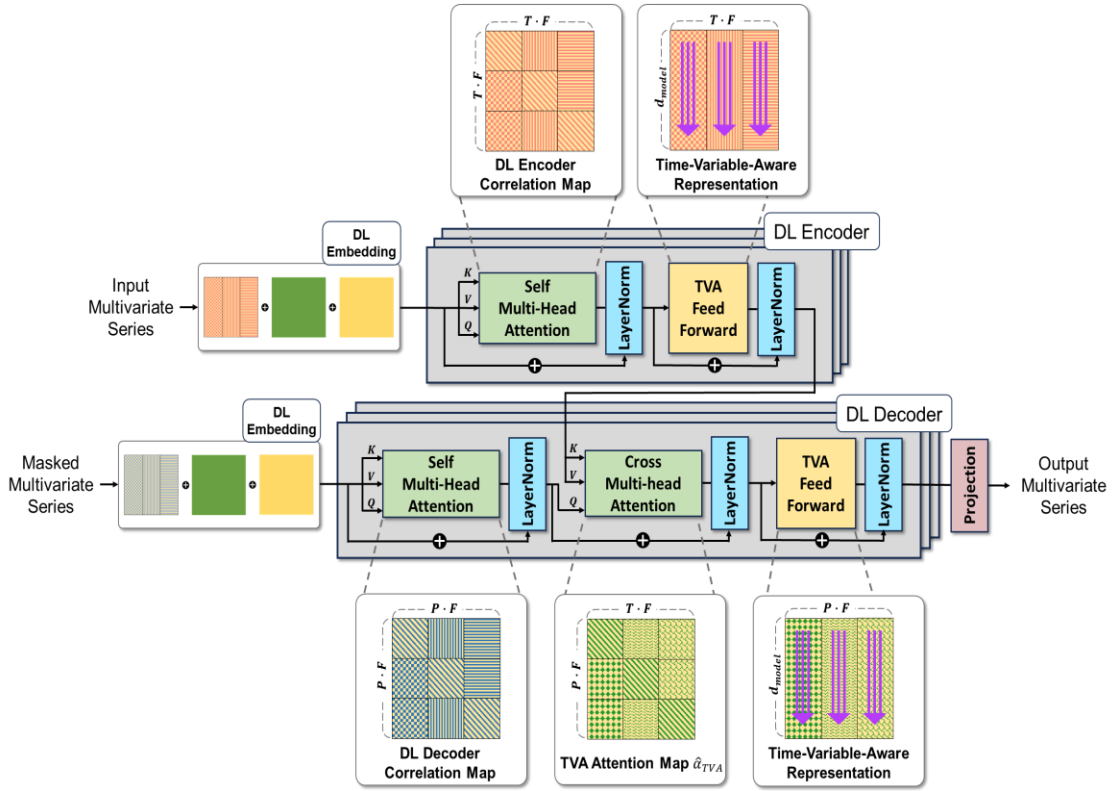 T · F
T · F
DL Encoder
Correlation Map
T · F
d_model
Time-Variable-Aware
Representation
DL
Embedding
DL Encoder
Input
Multivariate
Series
K
V
Q
Self
Multi-Head
Attention
LayerNorm
TVA
Feed
Forward
LayerNorm
DL
Embedding
DL Decoder
Masked
Multivariate
Series
K
V
Q
Self
Multi-Head
Attention
LayerNorm
K
V
Q
Cross
Multi-head
Attention
LayerNorm
TVA
Feed
Forward
LayerNorm
Projection
Output
Multivariate
Series
P · F
P · F
DL Decoder
Correlation Map
T · F
P · F
TVA Attention Map α̂_TVA
P · F
d_model
Time-Variable-Aware
Representation